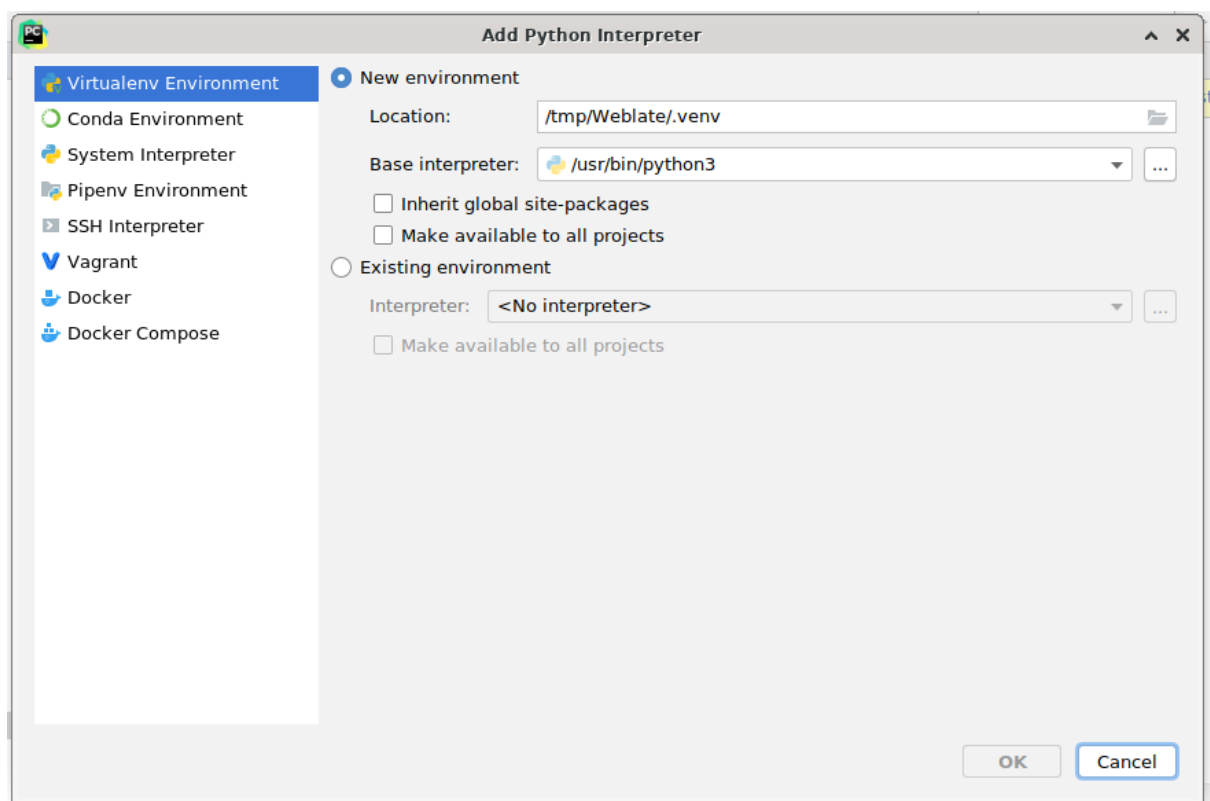 PC
Add Python Interpreter
Virtualenv Environment
Conda Environment
System Interpreter
Pipenv Environment
SSH Interpreter
Vagrant
Docker
Docker Compose
New environment
Location: /tmp/Weblate/.venv
Base interpreter: /usr/bin/python3 ...
Inherit global site-packages
Make available to all projects
Existing environment
Interpreter: <No interpreter> ...
Make available to all projects
OK Cancel